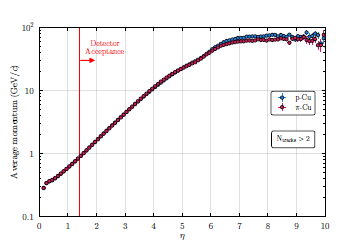 10²
10
1
0.1
Average momentum (GeV/c)
Detector
Acceptance
p-Cu
π-Cu
N_tracks > 2
0 1 2 3 4 5 6 7 8 9 10
η